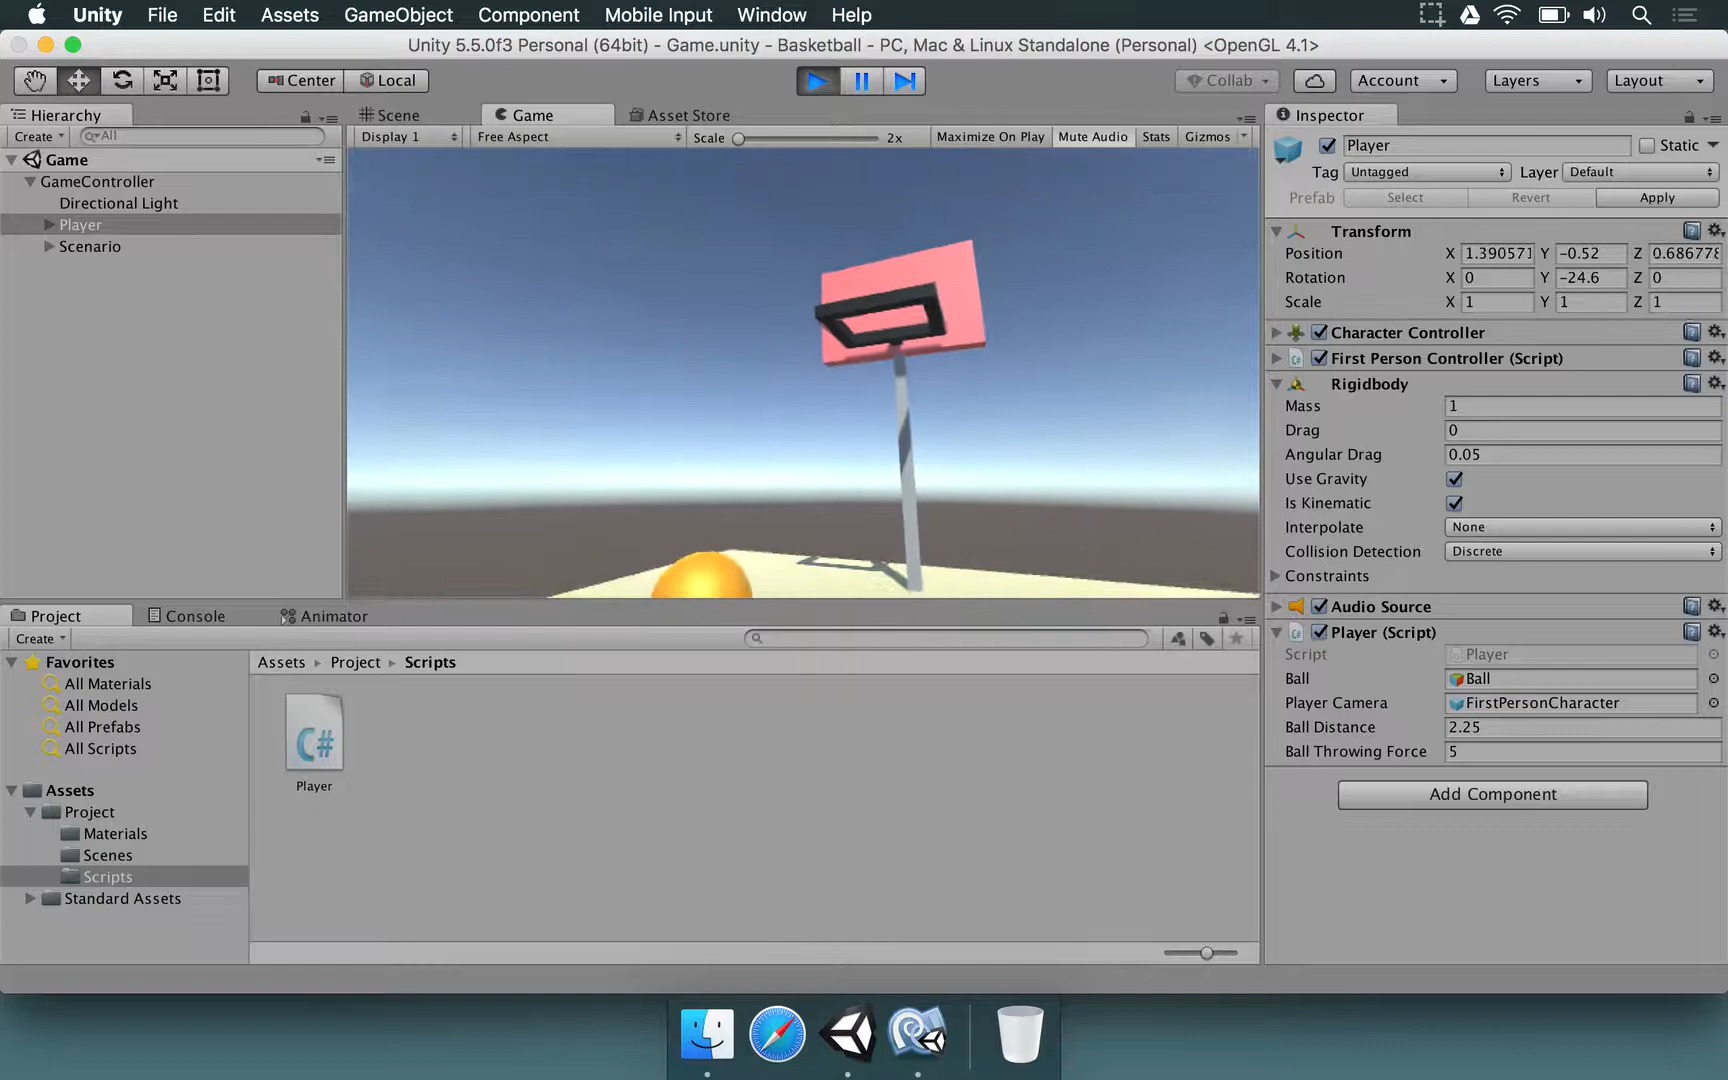 Unity File Edit Assets GameObject Component Mobile Input Window Help
Unity 5.5.0f3 Personal (64bit) - Game.unity - Basketball - PC, Mac & Linux Standalone (Personal) <OpenGL 4.1>
Center Local Collab Account Layers Layout
Hierarchy
Create All
Game
GameController
Directional Light
Player
Scenario
Scene Game Asset Store
Display 1 Free Aspect Scale 2x Maximize On Play Mute Audio Stats Gizmos
Inspector
Player Static
Tag Untagged Layer Default
Prefab Select Revert Apply
Transform
Position X 1.390571 Y -0.52 Z 0.686778
Rotation X 0 Y -24.6 Z 0
Scale X 1 Y 1 Z 1
Character Controller
First Person Controller (Script)
Rigidbody
Mass 1
Drag 0
Angular Drag 0.05
Use Gravity
Is Kinematic
Interpolate None
Collision Detection Discrete
Constraints
Audio Source
Player (Script)
Script Player
Ball Ball
Player Camera FirstPersonCharacter
Ball Distance 2.25
Ball Throwing Force 5
Add Component
Project Console Animator
Create
Favorites
All Materials
All Models
All Prefabs
All Scripts
Assets
Project
Materials
Scenes
Scripts
Standard Assets
Assets Project Scripts
C#
Player